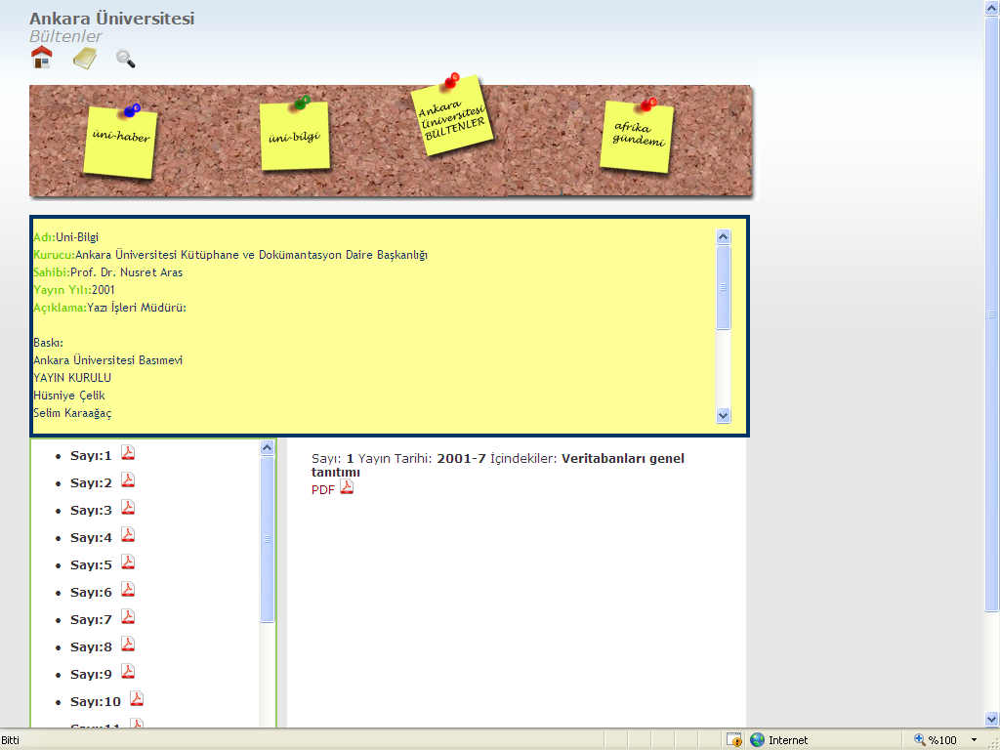 Ankara Üniversitesi
Bültenler
üni-haber
üni-bilgi
Ankara
Üniversitesi
BÜLTENLER
afrika
gündemi
Adı:Uni-Bilgi
Kurucu:Ankara Üniversitesi Kütüphane ve Dokümantasyon Daire Başkanlığı
Sahibi:Prof. Dr. Nusret Aras
Yayın Yılı:2001
Açıklama:Yazı İşleri Müdürü:
Baskı:
Ankara Üniversitesi Basımevi
YAYIN KURULU
Hüsniye Çelik
Selim Karaağaç
Sayı:1
Sayı:2
Sayı:3
Sayı:4
Sayı:5
Sayı:6
Sayı:7
Sayı:8
Sayı:9
Sayı:10
Sayı:11
Sayı: 1 Yayın Tarihi: 2001-7 İçindekiler: Veritabanları genel
tanıtımı
PDF
Bitti
Internet
%100